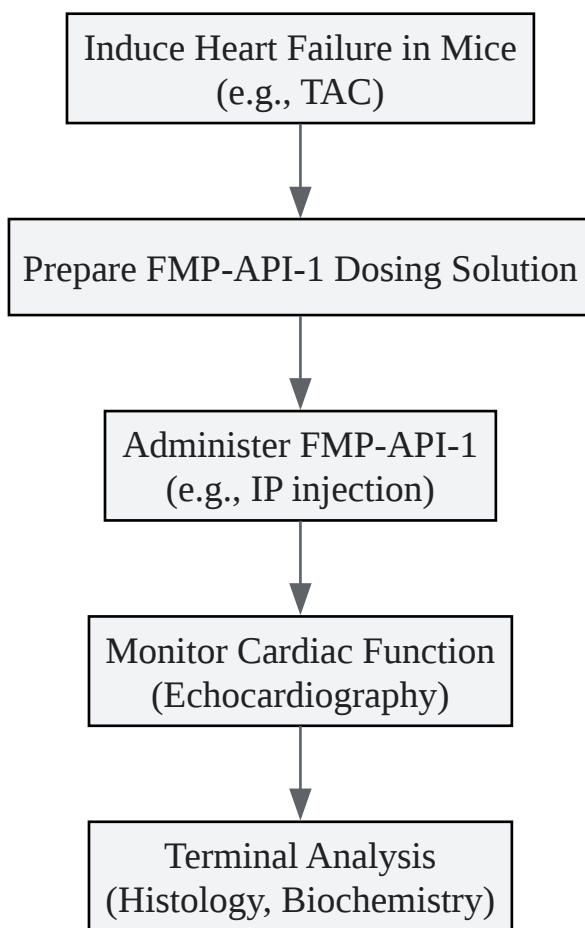 Induce Heart Failure in Mice
(e.g., TAC)
Prepare FMP-API-1 Dosing Solution
Administer FMP-API-1
(e.g., IP injection)
Monitor Cardiac Function
(Echocardiography)
Terminal Analysis
(Histology, Biochemistry)